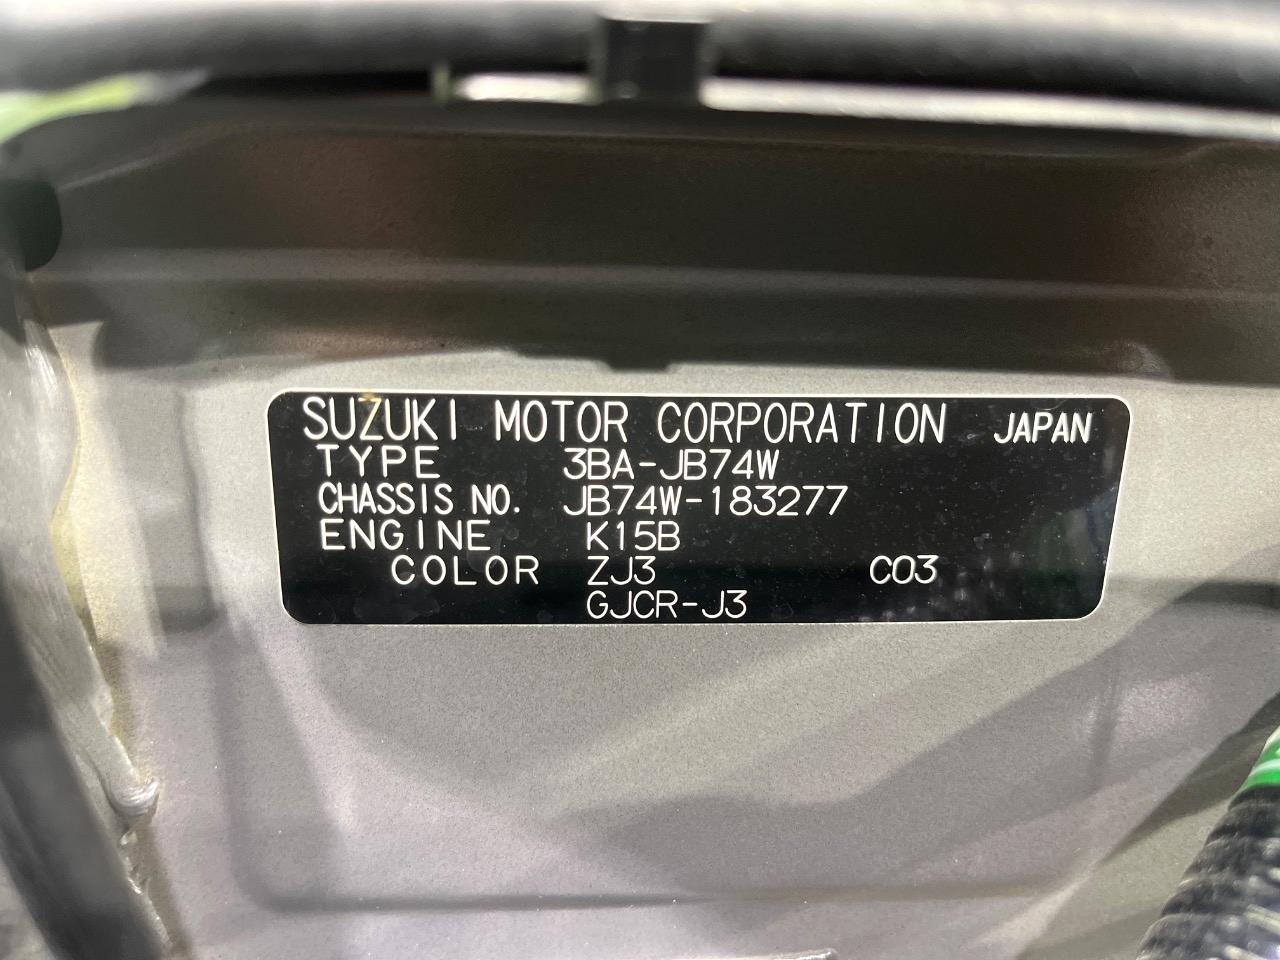 SUZUKI MOTOR CORPORATION JAPAN
TYPE 3BA-JB74W
CHASSIS NO. JB74W-183277
ENGINE K15B
COLOR ZJ3 C03
GJCR-J3